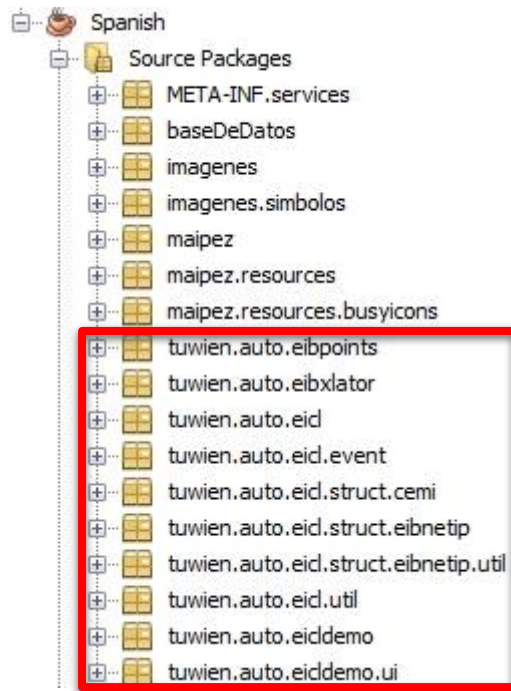 Spanish
Source Packages
META-INF.services
baseDeDatos
imagenes
imagenes.simbolos
maipez
maipez.resources
maipez.resources.busyicons
tuwien.auto.eibpoints
tuwien.auto.eibxlator
tuwien.auto.eicl
tuwien.auto.eicl.event
tuwien.auto.eicl.struct.cemi
tuwien.auto.eicl.struct.eibnetip
tuwien.auto.eicl.struct.eibnetip.util
tuwien.auto.eicl.util
tuwien.auto.eicldemo
tuwien.auto.eicldemo.ui